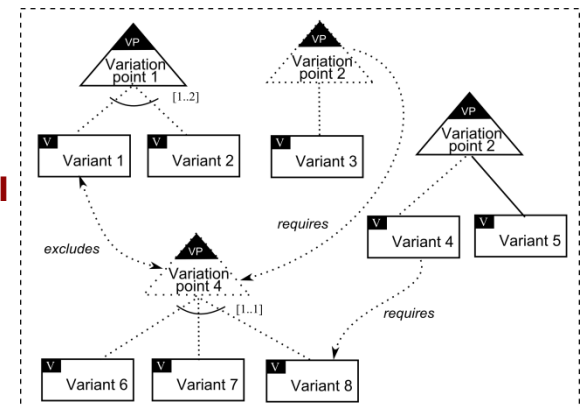 VP
Variation
point 1
[1..2]
V
Variant 1
V
Variant 2
VP
Variation
point 2
V
Variant 3
VP
Variation
point 2
V
Variant 4
V
Variant 5
excludes
requires
requires
VP
Variation
point 4
[1..1]
V
Variant 6
V
Variant 7
V
Variant 8